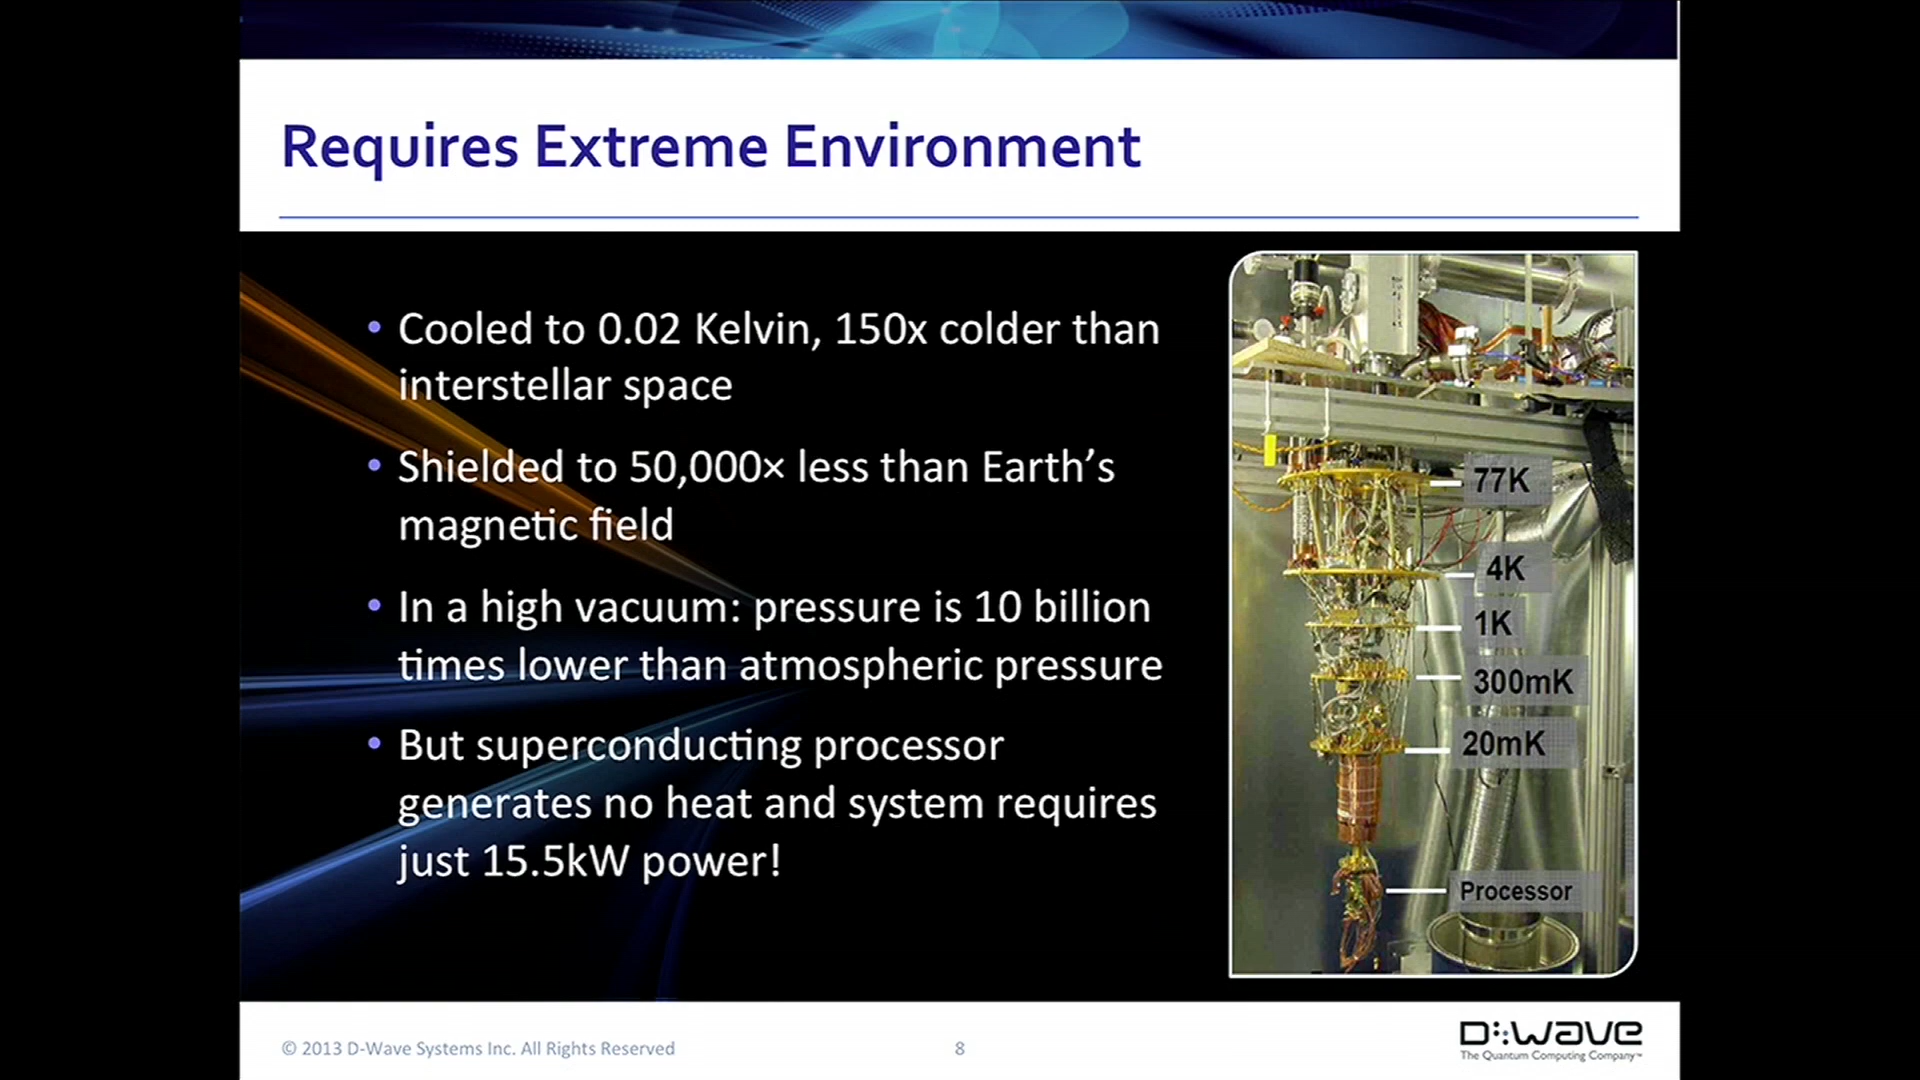 Requires Extreme Environment
• Cooled to 0.02 Kelvin, 150x colder than
interstellar space
• Shielded to 50,000× less than Earth’s
magnetic field
• In a high vacuum: pressure is 10 billion
times lower than atmospheric pressure
• But superconducting processor
generates no heat and system requires
just 15.5kW power!
77K
4K
1K
300mK
20mK
Processor
© 2013 D-Wave Systems Inc. All Rights Reserved
8
D:wave
The Quantum Computing Company™